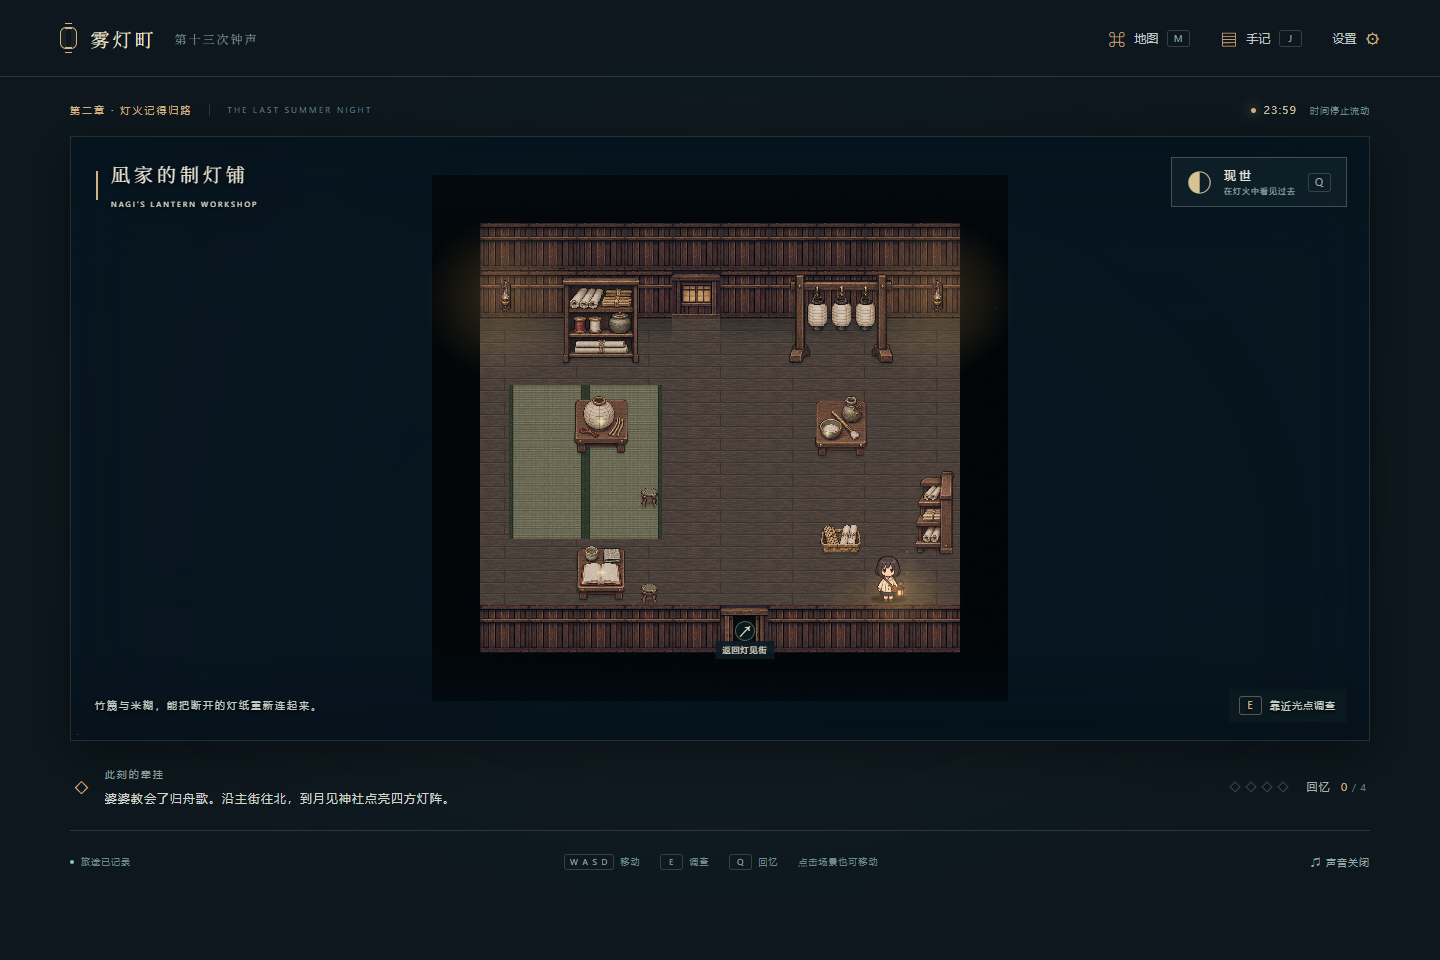 雾灯町 第十三次钟声
地图 M 手记 J 设置
第二章 · 灯火记得归路 THE LAST SUMMER NIGHT
23:59 时间停止流动
凪家的制灯铺
NAGI'S LANTERN WORKSHOP
现世
在灯火中看见过去
Q
返回灯见街
竹篾与米糊，能把断开的灯纸重新连起来。
E 靠近光点调查
此刻的牵挂
婆婆教会了归舟歌。沿主街往北，到月见神社点亮四方灯阵。
回忆 0 / 4
旅途已记录
WASD 移动 E 调查 Q 回忆 点击场景也可移动
声音关闭